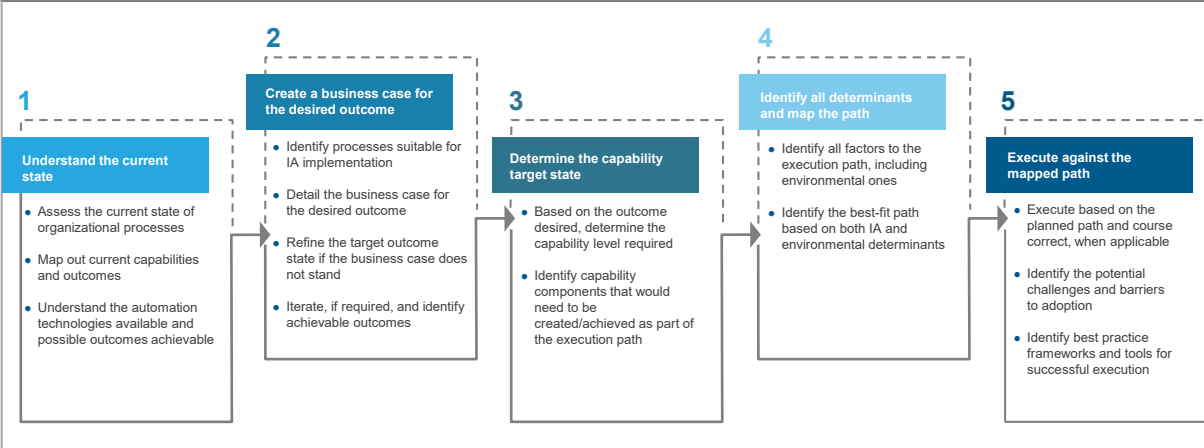 1
Understand the current
state
• Assess the current state of
organizational processes
• Map out current capabilities
and outcomes
• Understand the automation
technologies available and
possible outcomes achievable
2
Create a business case for
the desired outcome
• Identify processes suitable for
IA implementation
• Detail the business case for
the desired outcome
• Refine the target outcome
state if the business case does
not stand
• Iterate, if required, and identify
achievable outcomes
3
Determine the capability
target state
• Based on the outcome
desired, determine the
capability level required
• Identify capability
components that would
need to be
created/achieved as part of
the execution path
4
Identify all determinants
and map the path
• Identify all factors to the
execution path, including
environmental ones
• Identify the best-fit path
based on both IA and
environmental determinants
5
Execute against the
mapped path
• Execute based on the
planned path and course
correct, when applicable
• Identify the potential
challenges and barriers
to adoption
• Identify best practice
frameworks and tools for
successful execution